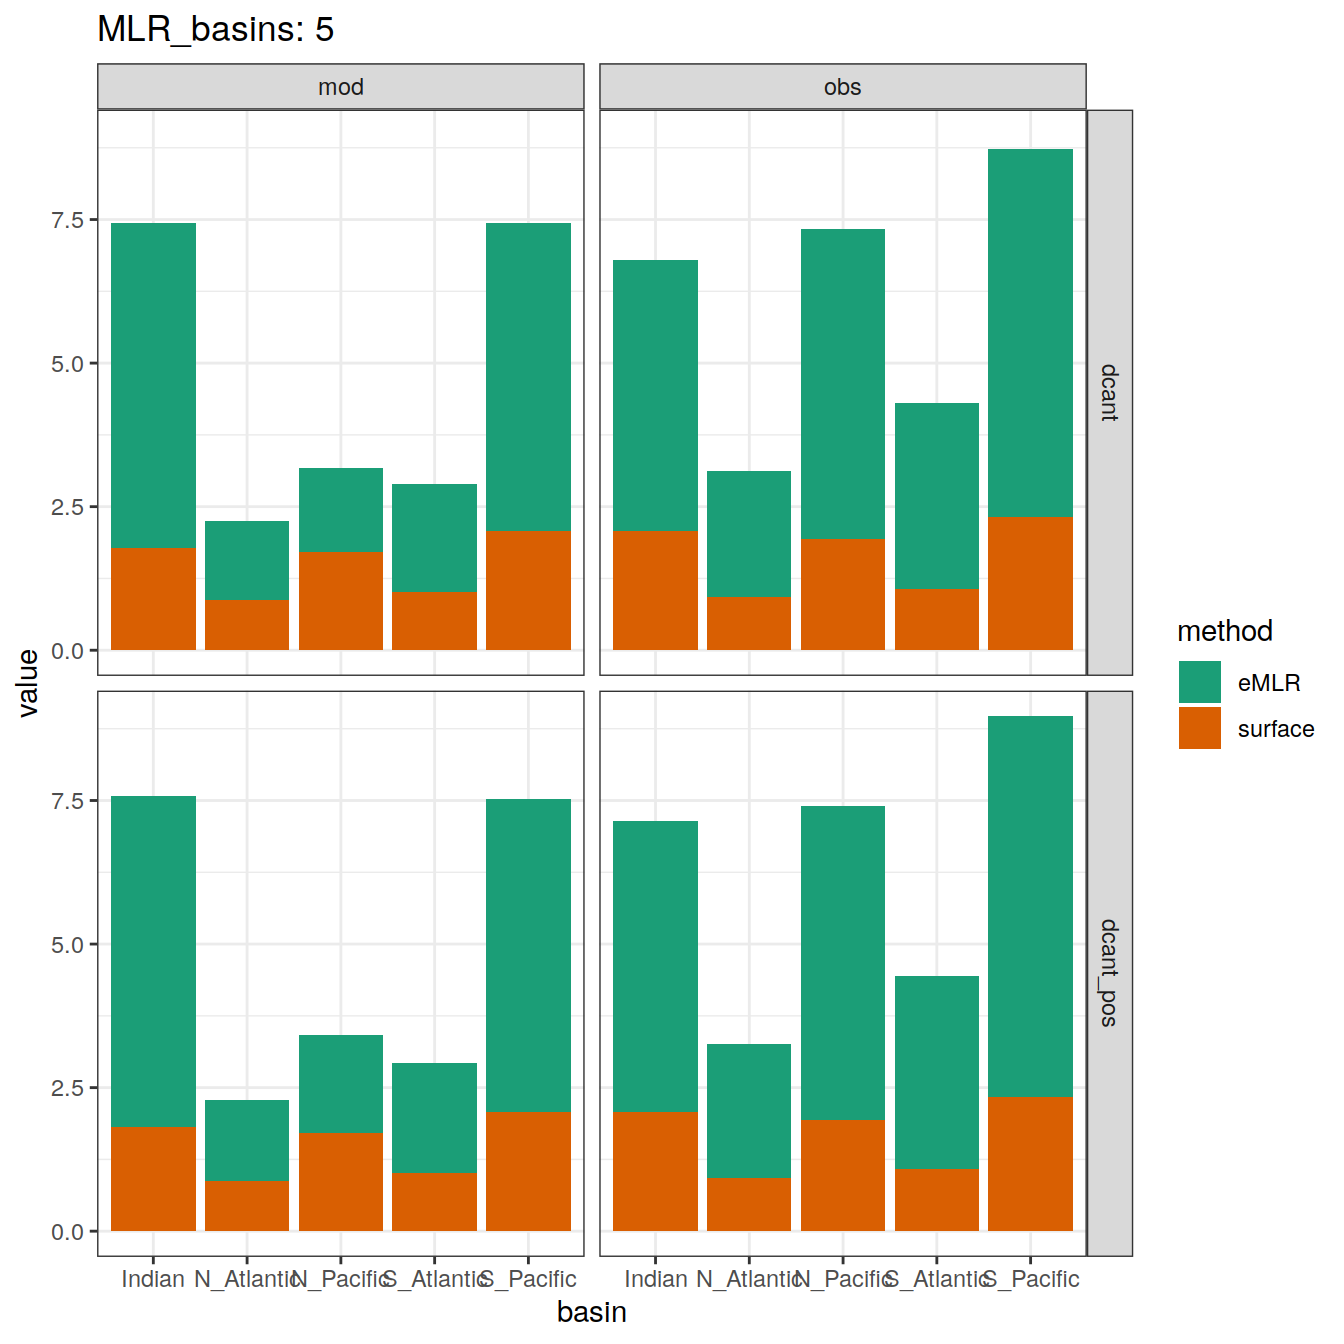 MLR_basins: 5
mod
obs
7.5
5.0
2.5
0.0
dcant
value
7.5
5.0
2.5
0.0
dcant_pos
method
eMLR
surface
Indian N_Atlantic N_Pacific S_Atlantic S_Pacific
Indian N_Atlantic N_Pacific S_Atlantic S_Pacific
basin